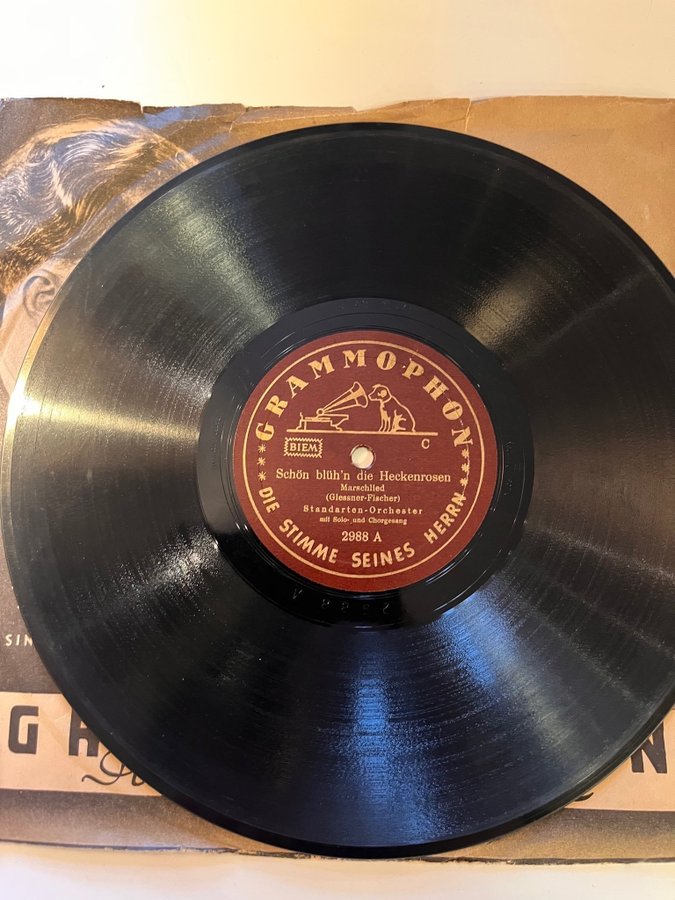 GRAMMOPHON
BIEM
C
Schön blüh'n die Heckenrosen
Marschlied
(Glessner-Fischer)
Standarten-Orchester
mit Solo- und Chorgesang
2988 A
DIE STIMME SEINES HERRN
SIN
G
N